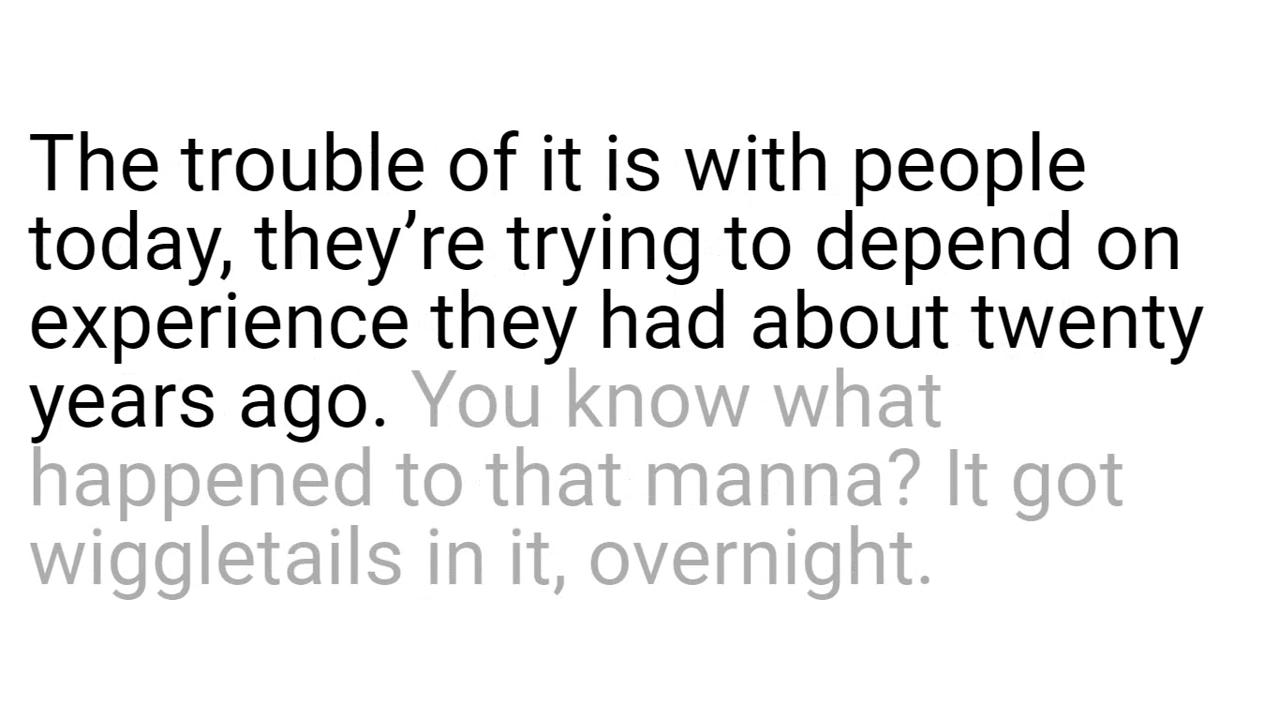 The trouble of it is with people
today, they’re trying to depend on
experience they had about twenty
years ago. You know what
happened to that manna? It got
wiggletails in it, overnight.